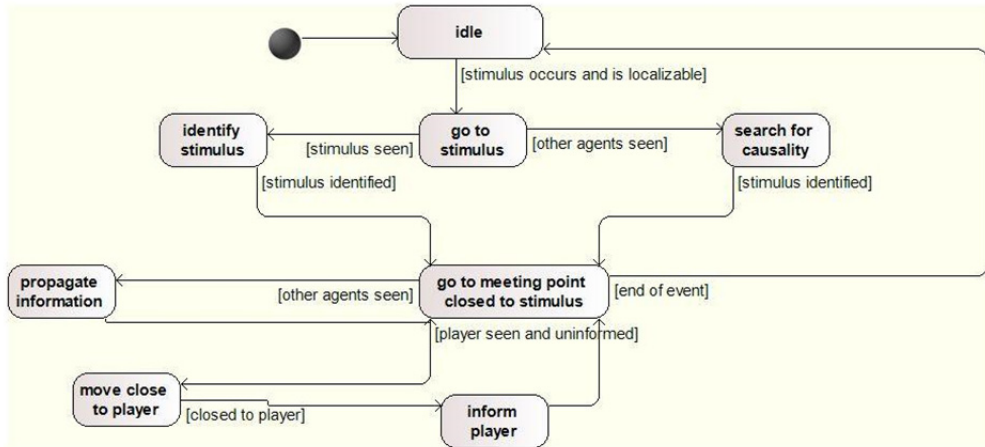 idle
[stimulus occurs and is localizable]
identify
stimulus
[stimulus seen]
go to
stimulus
[other agents seen]
search for
causality
[stimulus identified]
[stimulus identified]
propagate
information
[other agents seen]
go to meeting point
closed to stimulus
[end of event]
[player seen and uninformed]
move close
to player
[closed to player]
inform
player